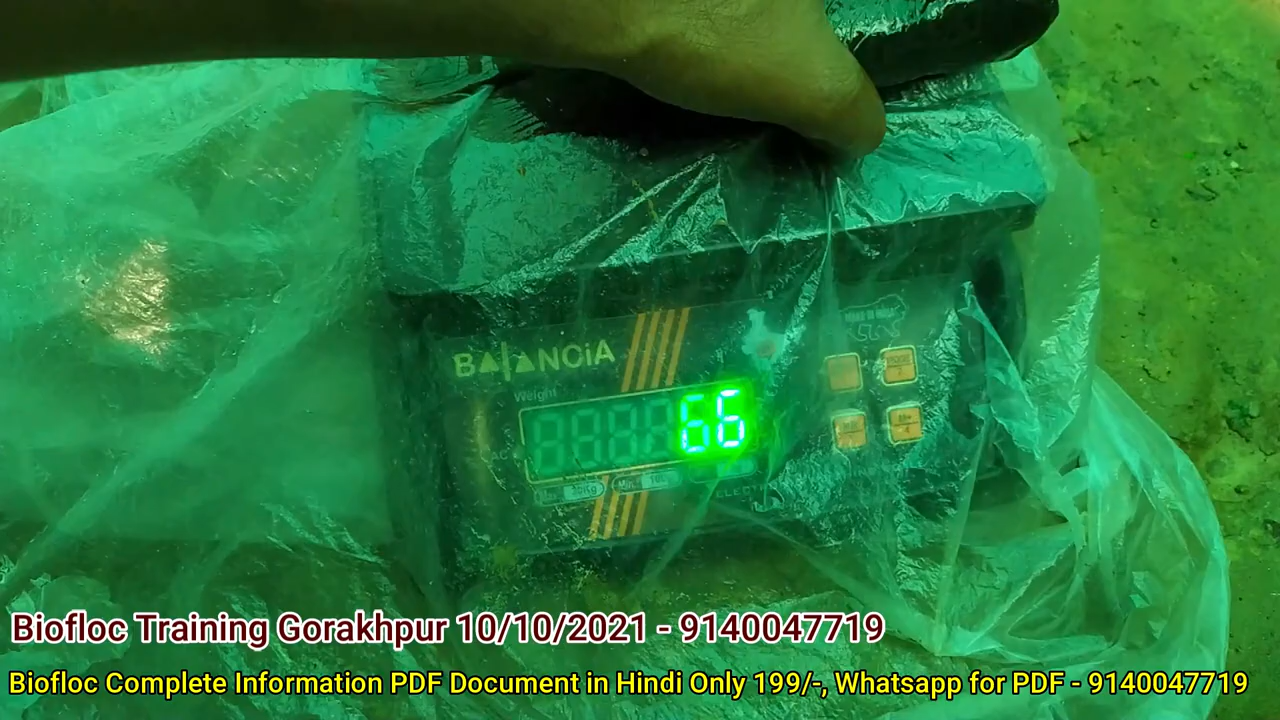 BALANCiA
Weight
66
Biofloc Training Gorakhpur 10/10/2021 - 9140047719
Biofloc Complete Information PDF Document in Hindi Only 199/-, Whatsapp for PDF - 9140047719